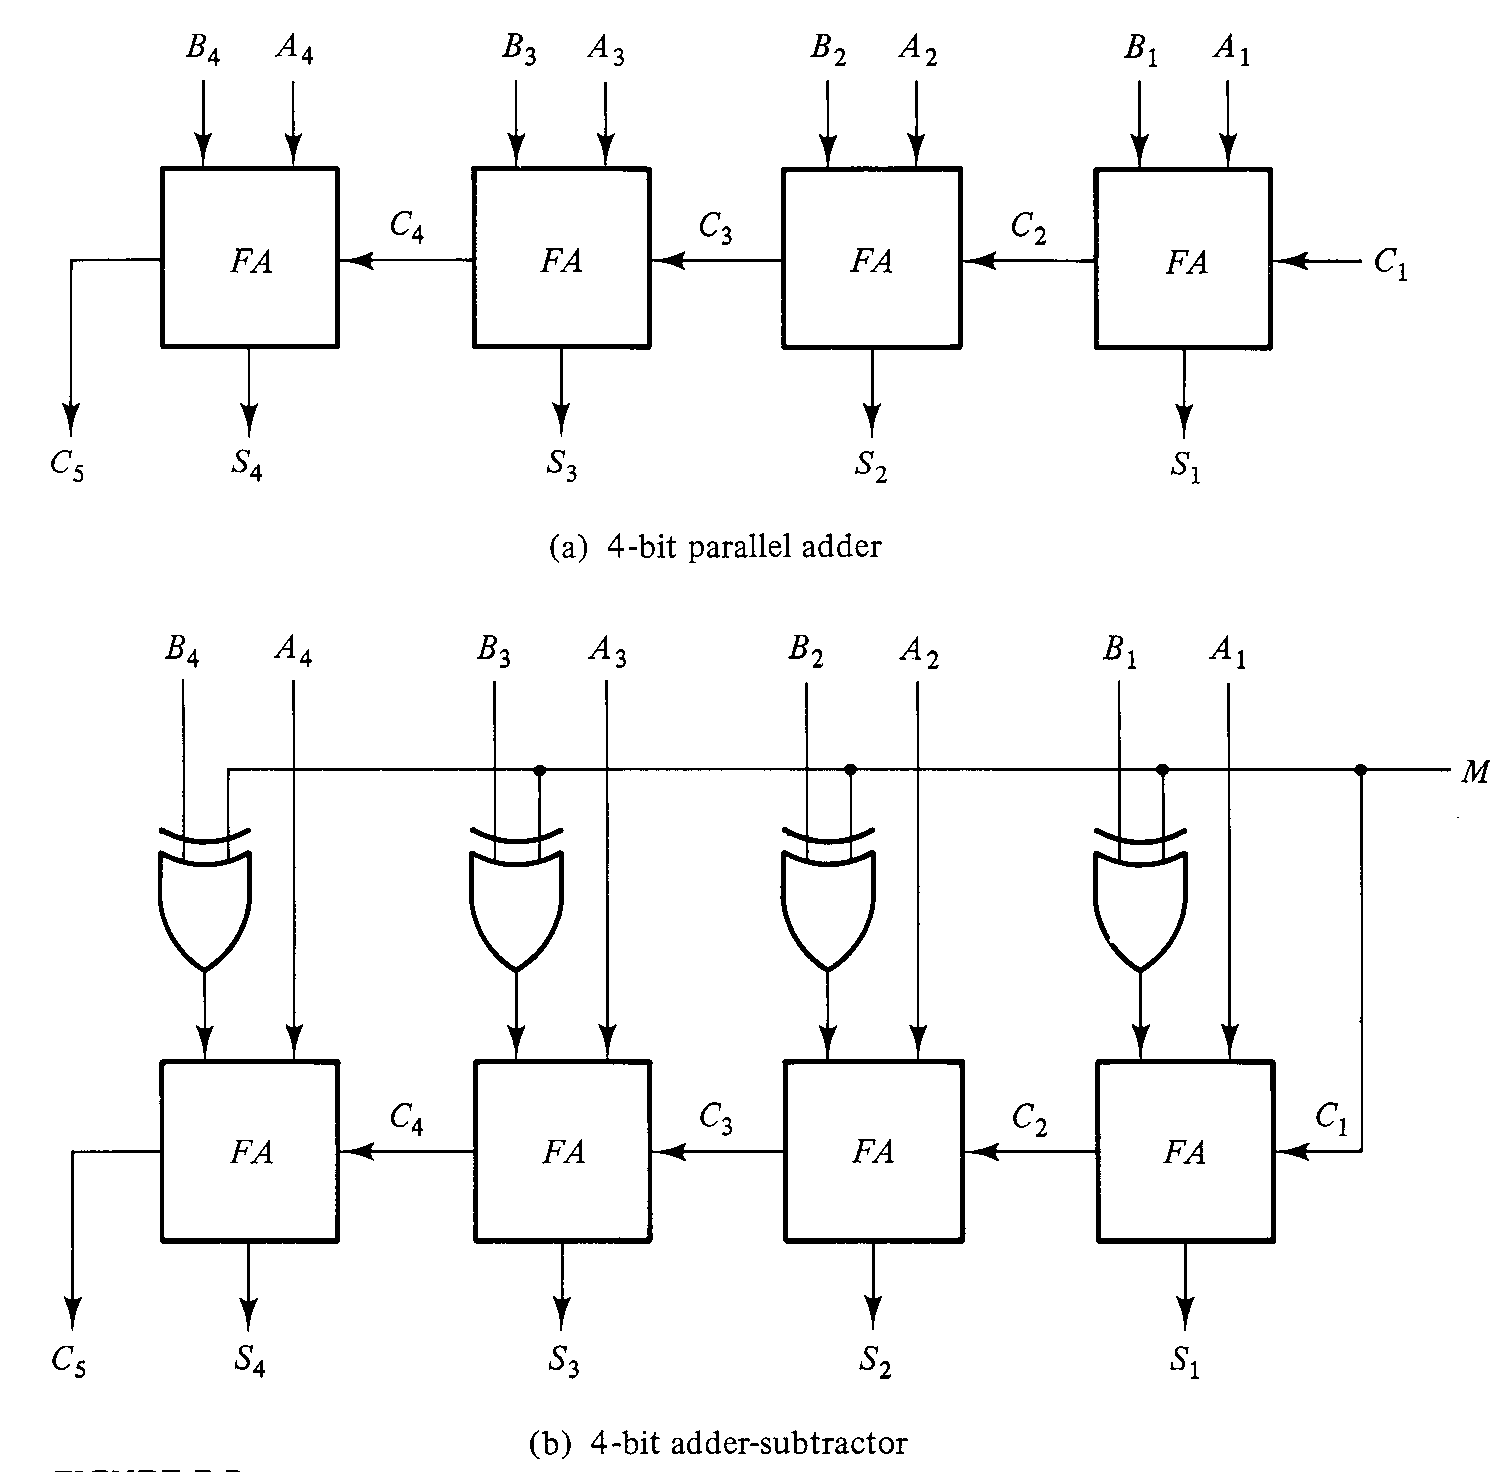 B4 A4 B3 A3 B2 A2 B1 A1
C4 C3 C2
FA FA FA FA C1
C5 S4 S3 S2 S1
(a) 4-bit parallel adder
B4 A4 B3 A3 B2 A2 B1 A1
M
C4 C3 C2 C1
FA FA FA FA
C5 S4 S3 S2 S1
(b) 4-bit adder-subtractor